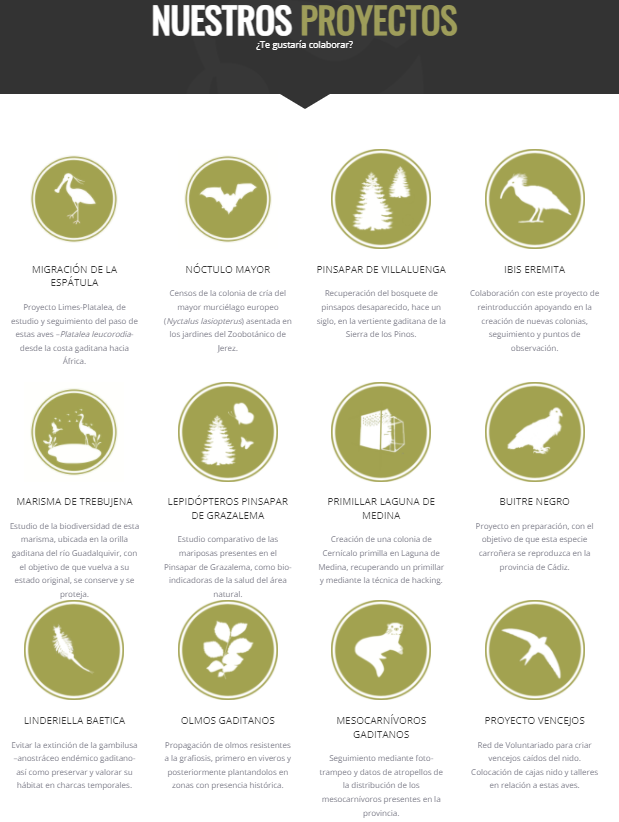 NUESTROS PROYECTOS
¿Te gustaría colaborar?
MIGRACIÓN DE LA
ESPÁTULA
Proyecto Limes-Platalea, de
estudio y seguimiento del paso de
estas aves –Platalea leucorodia-
desde la costa gaditana hacia
África.
NÓCTULO MAYOR
Censos de la colonia de cría del
mayor murciélago europeo
(Nyctalus lasiopterus) asentada en
los jardines del Zoobotánico de
Jerez.
PINSAPAR DE VILLALUENGA
Recuperación del bosquete de
pinsapos desaparecido, hace un
siglo, en la vertiente gaditana de la
Sierra de los Pinos.
IBIS EREMITA
Colaboración con este proyecto de
reintroducción apoyando en la
creación de nuevas colonias,
seguimiento y puntos de
observación.
MARISMA DE TREBUJENA
Estudio de la biodiversidad de esta
marisma, ubicada en la orilla
gaditana del río Guadalquivir, con
el objetivo de que vuelva a su
estado original, se conserve y se
proteja.
LEPIDÓPTEROS PINSAPAR
DE GRAZALEMA
Estudio comparativo de las
mariposas presentes en el
Pinsapar de Grazalema, como bio-
indicadoras de la salud del área
natural.
PRIMILLAR LAGUNA DE
MEDINA
Creación de una colonia de
Cernícalo primilla en Laguna de
Medina, recuperando un primillar
y mediante la técnica de hacking.
BUITRE NEGRO
Proyecto en preparación, con el
objetivo de que esta especie
carroñera se reproduzca en la
provincia de Cádiz.
LINDERIELLA BAETICA
Evitar la extinción de la gambilusa
–anostráceo endémico gaditano-
así como preservar y valorar su
hábitat en charcas temporales.
OLMOS GADITANOS
Propagación de olmos resistentes
a la grafiosis, primero en viveros y
posteriormente plantandolos en
zonas con presencia histórica.
MESOCARNÍVOROS
GADITANOS
Seguimiento mediante foto-
trampeo y datos de atropellos de
la distribución de los
mesocarnívoros presentes en la
provincia.
PROYECTO VENCEJOS
Red de Voluntariado para criar
vencejos caídos del nido.
Colocación de cajas nido y talleres
en relación a estas aves.